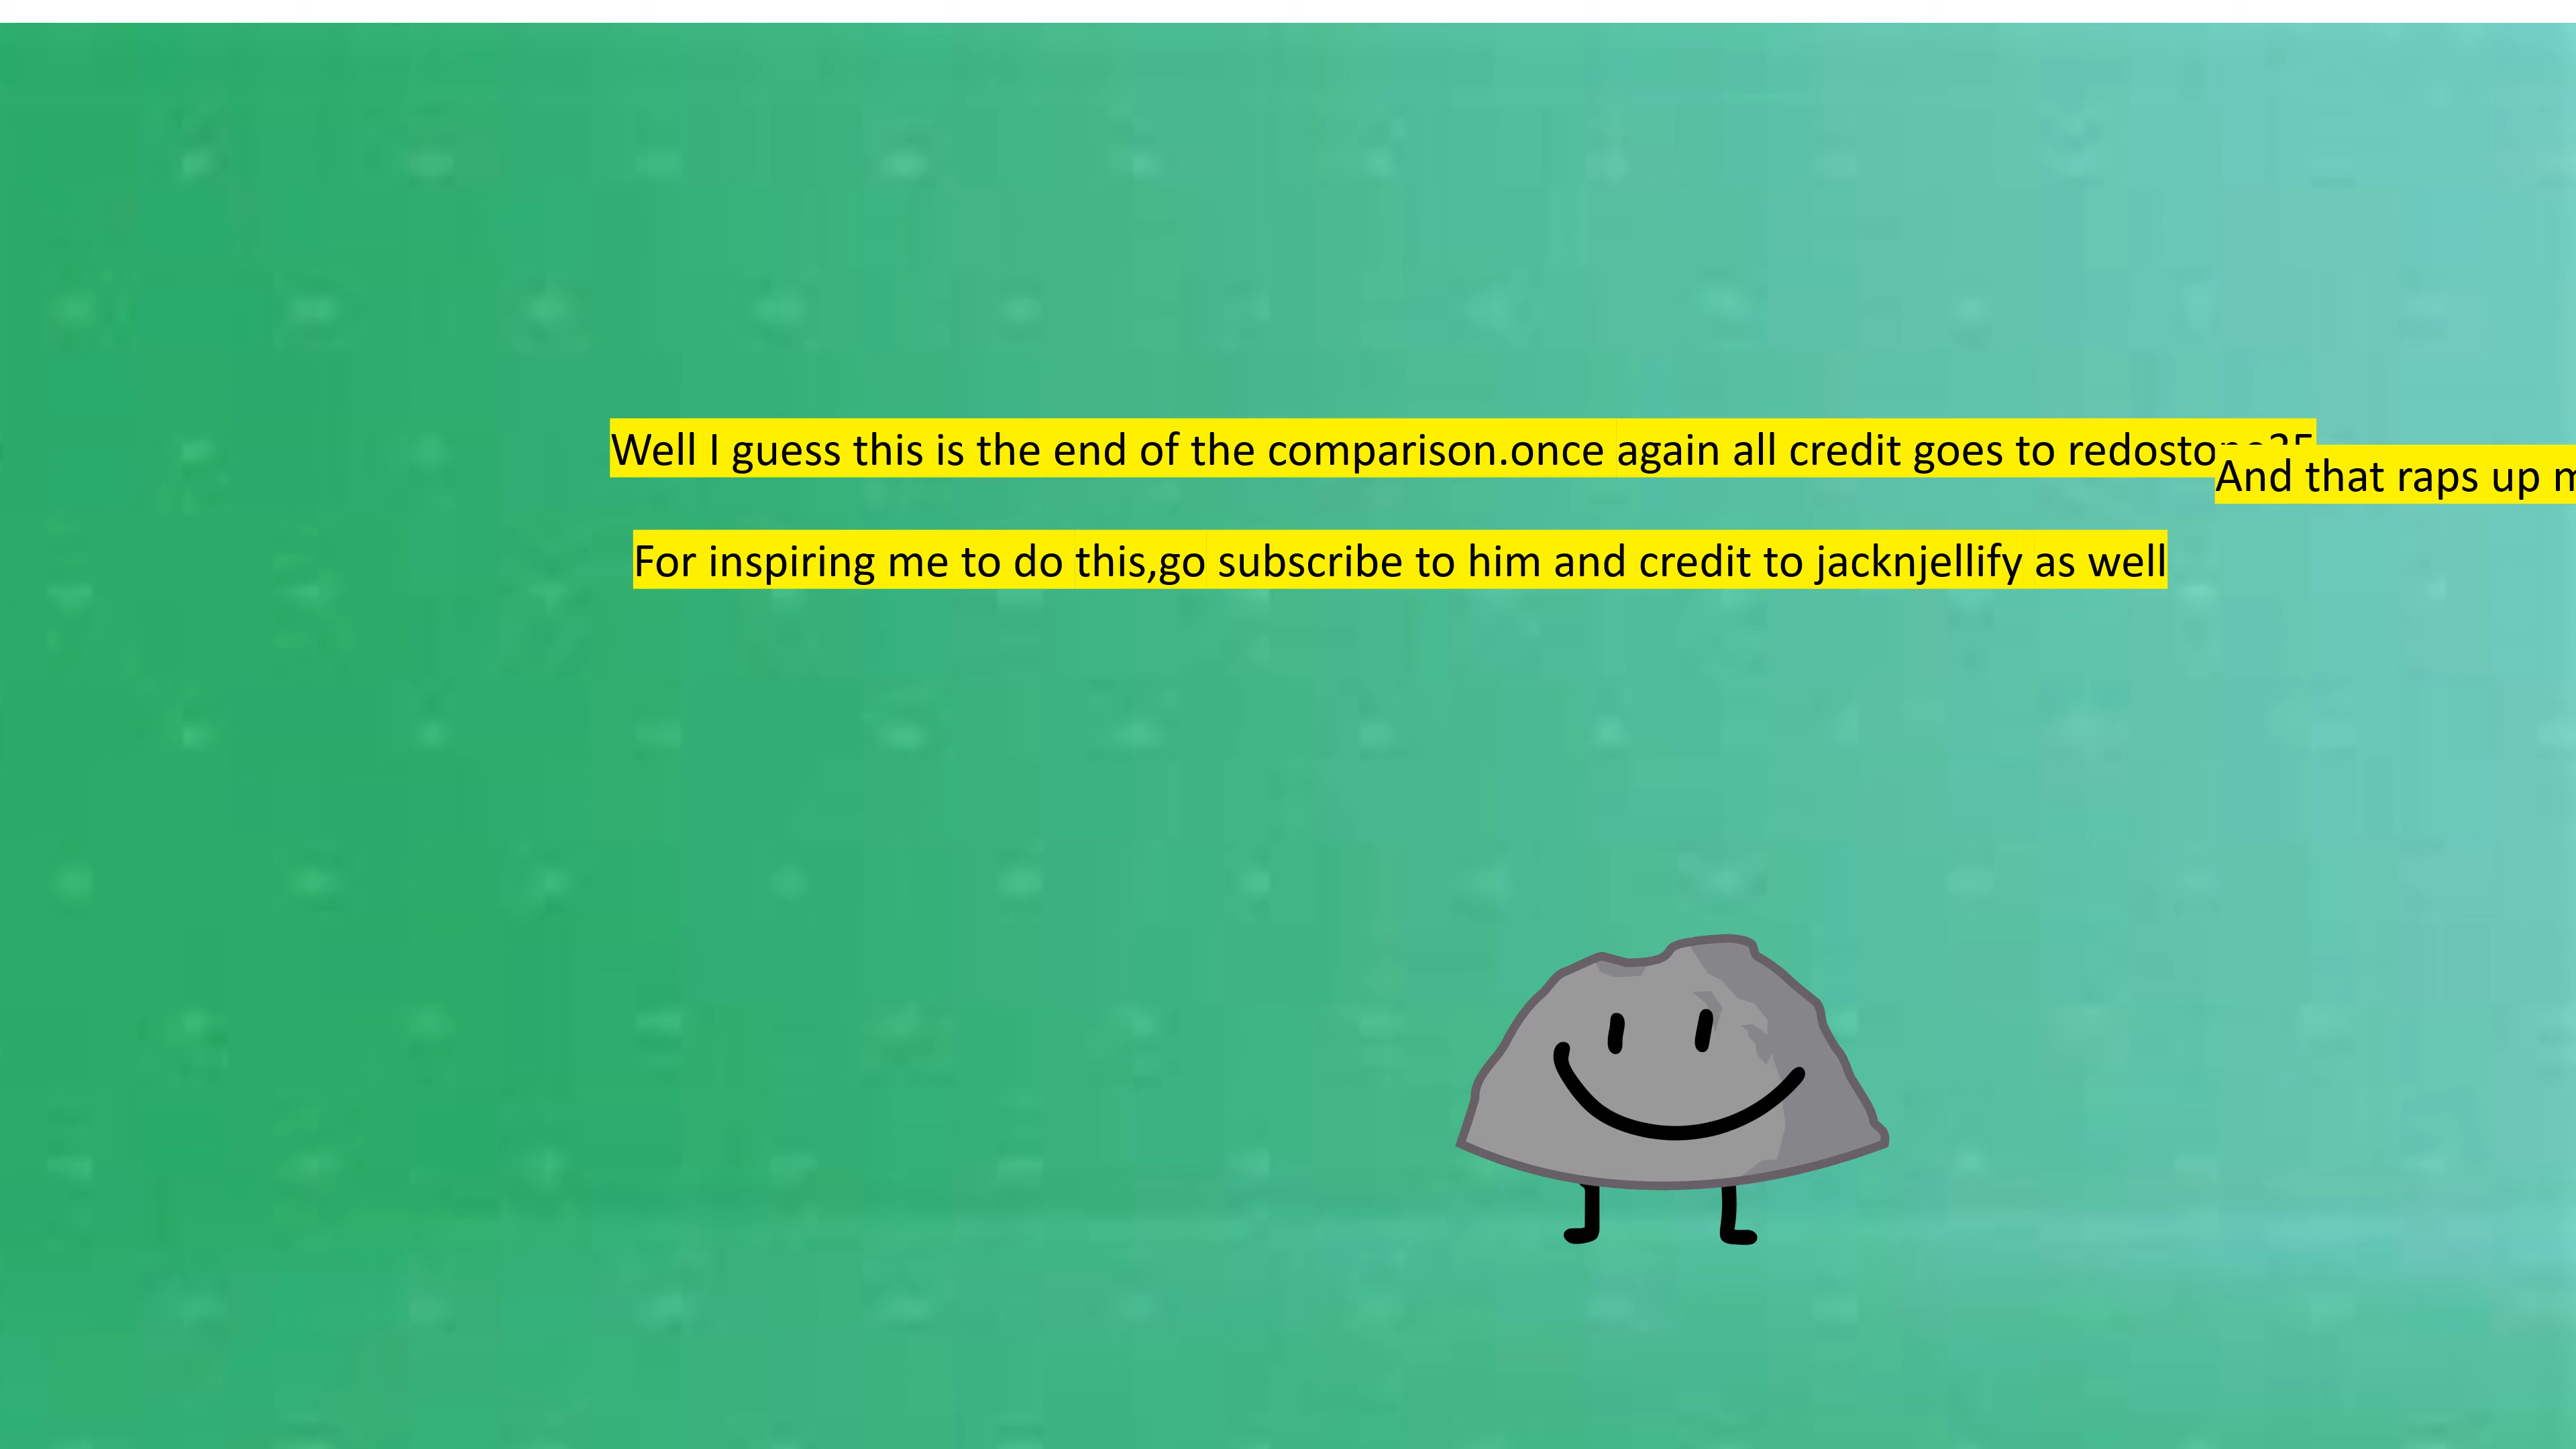 Well I guess this is the end of the comparison.once again all credit goes to
And that raps up
For inspiring me to do this,go subscribe to him and credit to jacknjellify as well